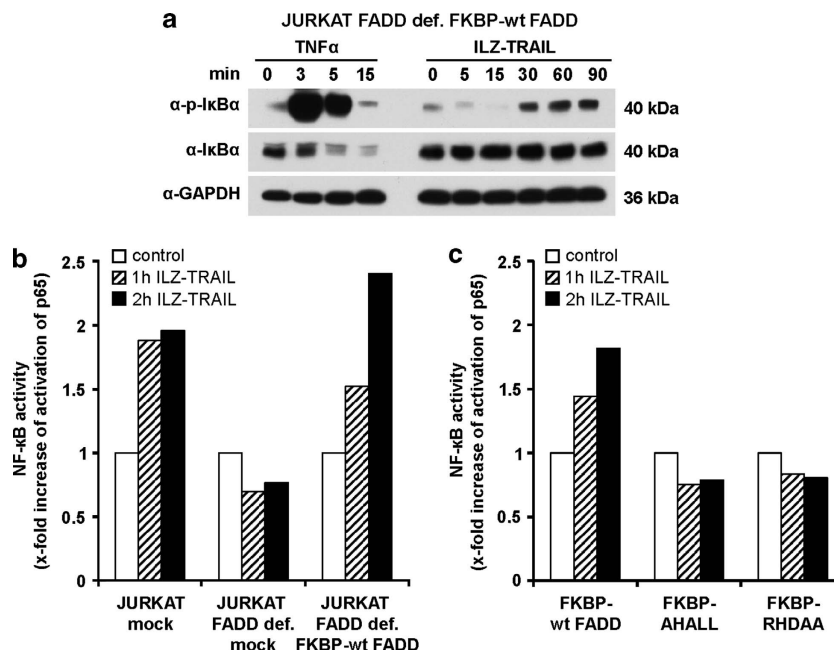 a
JURKAT FADD def. FKBP-wt FADD
TNFα ILZ-TRAIL
min 0 3 5 15 0 5 15 30 60 90
α-p-IκBα 40 kDa
α-IκBα 40 kDa
α-GAPDH 36 kDa
b
NF-κB activity
(x-fold increase of activation of p65)
2.5
2
1.5
1
0.5
0
control
1h ILZ-TRAIL
2h ILZ-TRAIL
JURKAT
mock
JURKAT
FADD def.
mock
JURKAT
FADD def.
FKBP-wt FADD
c
NF-κB activity
(x-fold increase of activation of p65)
2.5
2
1.5
1
0.5
0
control
1h ILZ-TRAIL
2h ILZ-TRAIL
FKBP-
wt FADD
FKBP-
AHALL
FKBP-
RHDAA